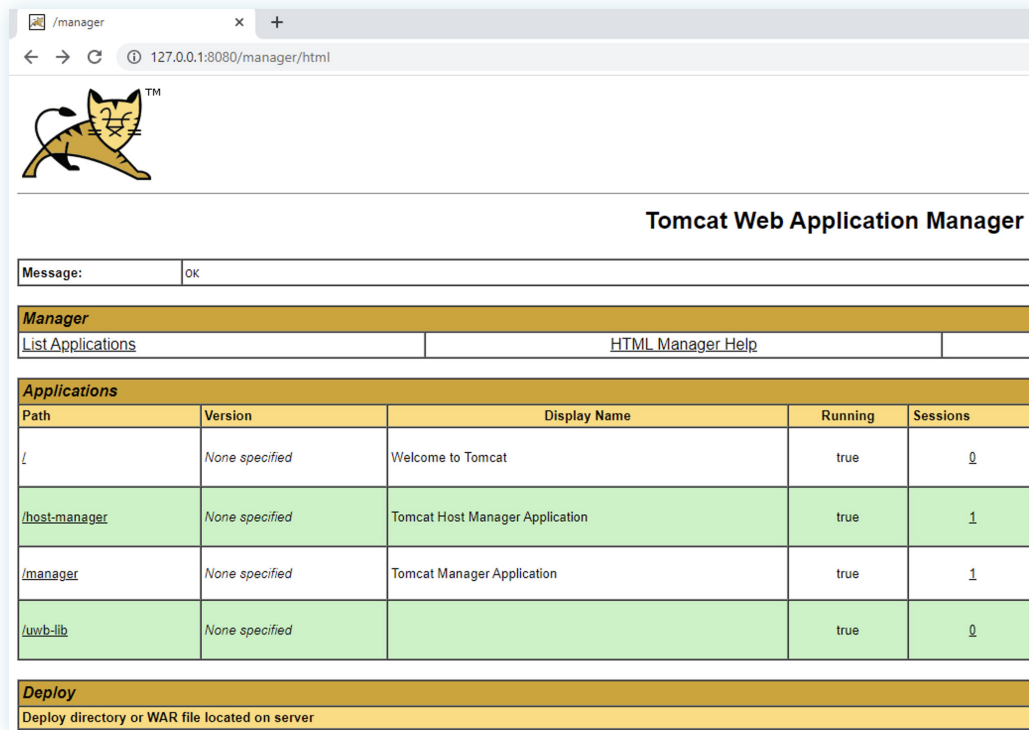 /manager
127.0.0.1:8080/manager/html
TM
Tomcat Web Application Manager
Message: OK
Manager
List Applications HTML Manager Help
Applications
Path Version Display Name Running Sessions
/ None specified Welcome to Tomcat true 0
/host-manager None specified Tomcat Host Manager Application true 1
/manager None specified Tomcat Manager Application true 1
/uwb-lib None specified true 0
Deploy
Deploy directory or WAR file located on server